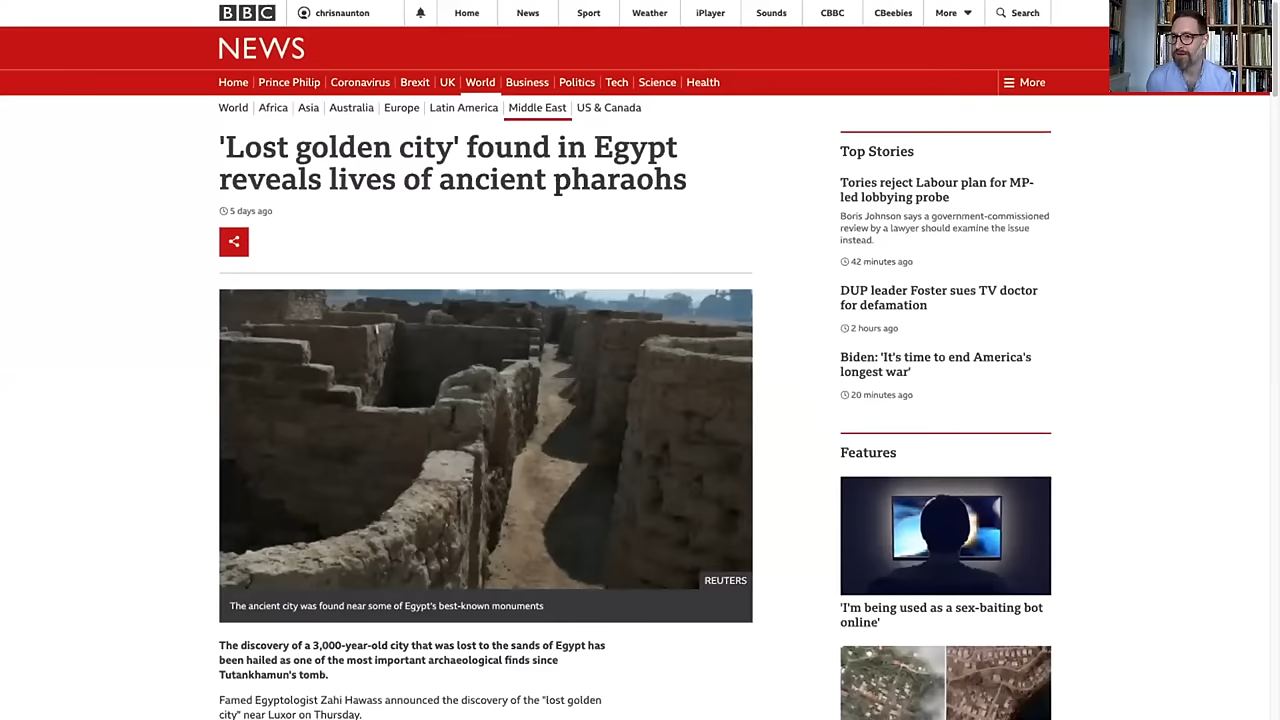 BBC chrisnaunton Home News Sport Weather iPlayer Sounds CBBC CBeebies More Search
NEWS
Home Prince Philip Coronavirus Brexit UK World Business Politics Tech Science Health More
World Africa Asia Australia Europe Latin America Middle East US & Canada
'Lost golden city' found in Egypt
reveals lives of ancient pharaohs
5 days ago
REUTERS
The ancient city was found near some of Egypt's best-known monuments
The discovery of a 3,000-year-old city that was lost to the sands of Egypt has
been hailed as one of the most important archaeological finds since
Tutankhamun's tomb.
Famed Egyptologist Zahi Hawass announced the discovery of the "lost golden
city" near Luxor on Thursday.
Top Stories
Tories reject Labour plan for MP-
led lobbying probe
Boris Johnson says a government-commissioned
review by a lawyer should examine the issue
instead.
42 minutes ago
DUP leader Foster sues TV doctor
for defamation
2 hours ago
Biden: 'It's time to end America's
longest war'
20 minutes ago
Features
'I'm being used as a sex-baiting bot
online'